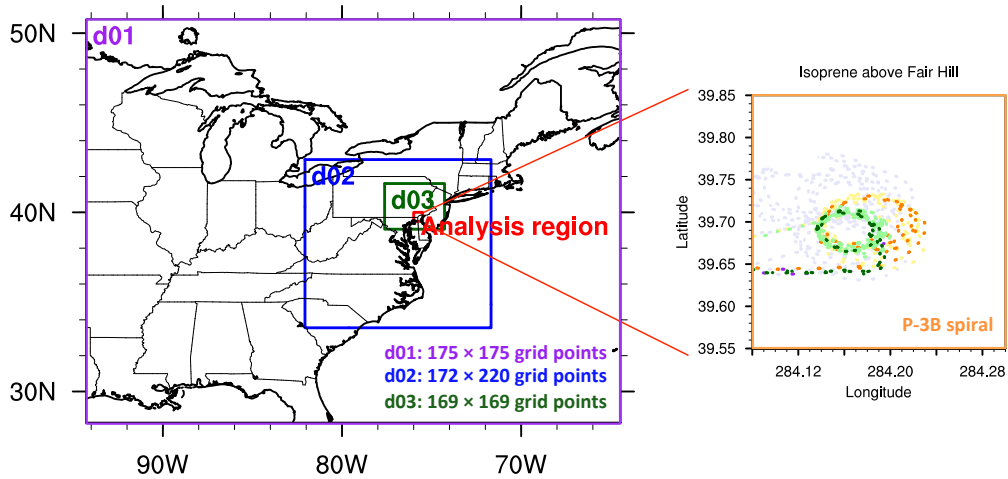 50N
40N
30N
90W
80W
70W
d01
d02
d03
Analysis region
d01: 175 × 175 grid points
d02: 172 × 220 grid points
d03: 169 × 169 grid points
Isoprene above Fair Hill
39.85
39.80
39.75
39.70
39.65
39.60
39.55
Latitude
284.12
284.20
284.28
Longitude
P-3B spiral